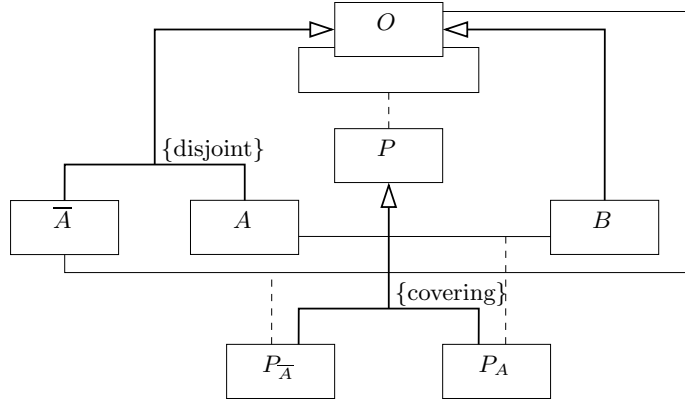 O
{disjoint}
P
A̅
A
B
{covering}
P_A̅
P_A